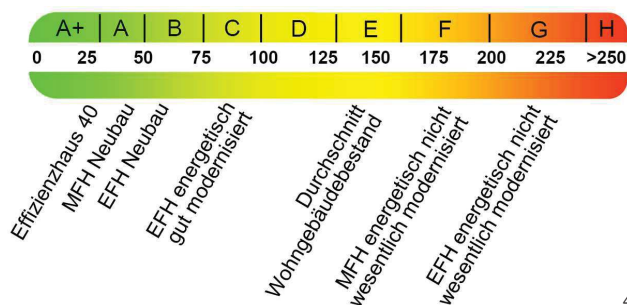 A+ A B C D E F G H
0 25 50 75 100 125 150 175 200 225 >250
Effizienzhaus 40
MFH Neubau
EFH Neubau
EFH energetisch
gut modernisiert
Durchschnitt
Wohngebäudebestand
MFH energetisch nicht
wesentlich modernisiert
EFH energetisch nicht
wesentlich modernisiert